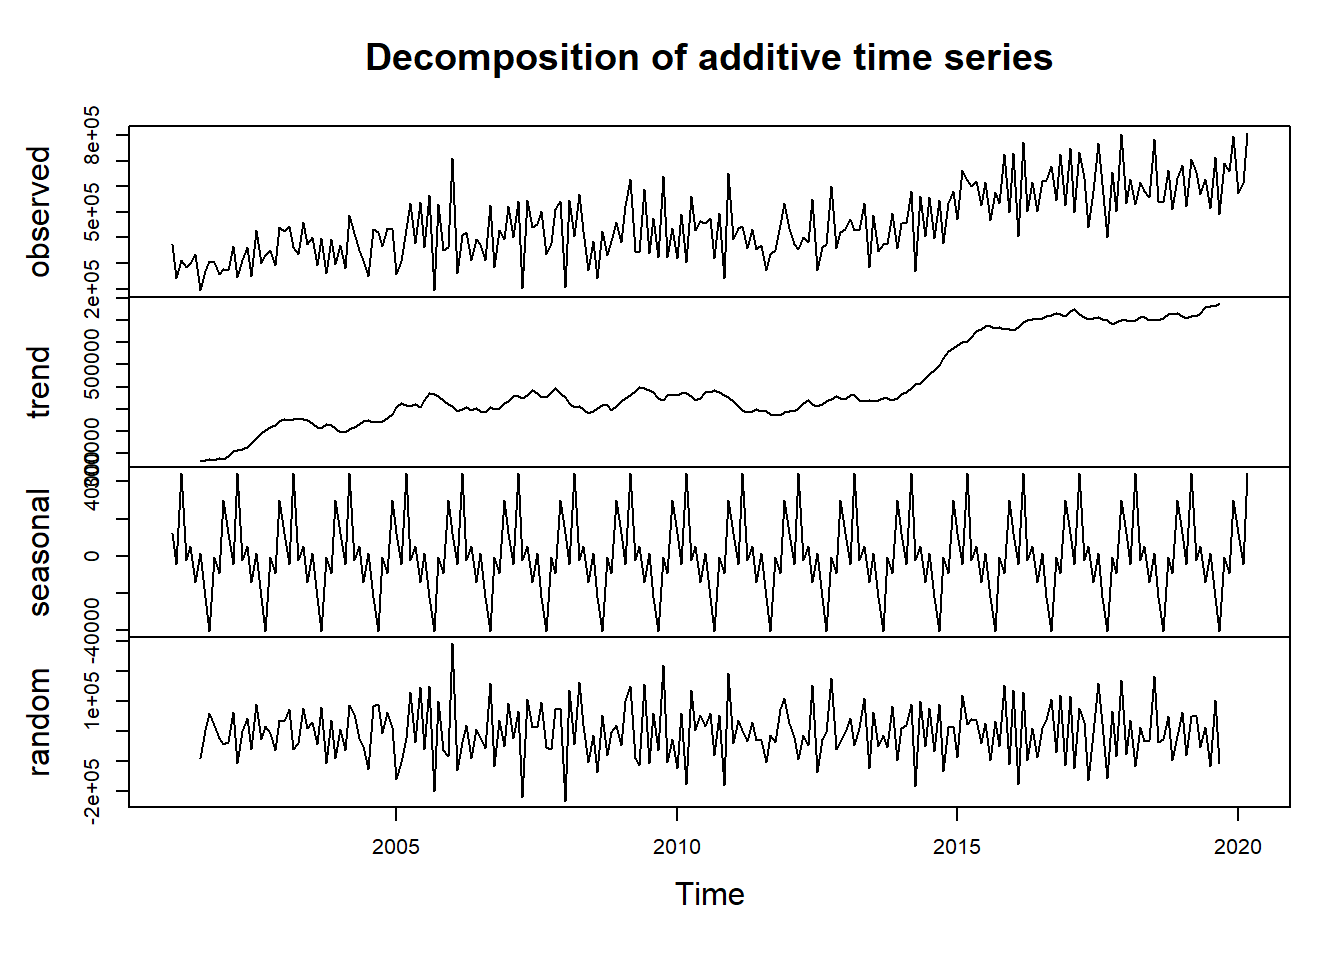 Decomposition of additive time series
observed
8e+05
5e+05
2e+05
trend
500000
300000
seasonal
40000
0
-40000
random
1e+05
-2e+05
2005
2010
2015
2020
Time